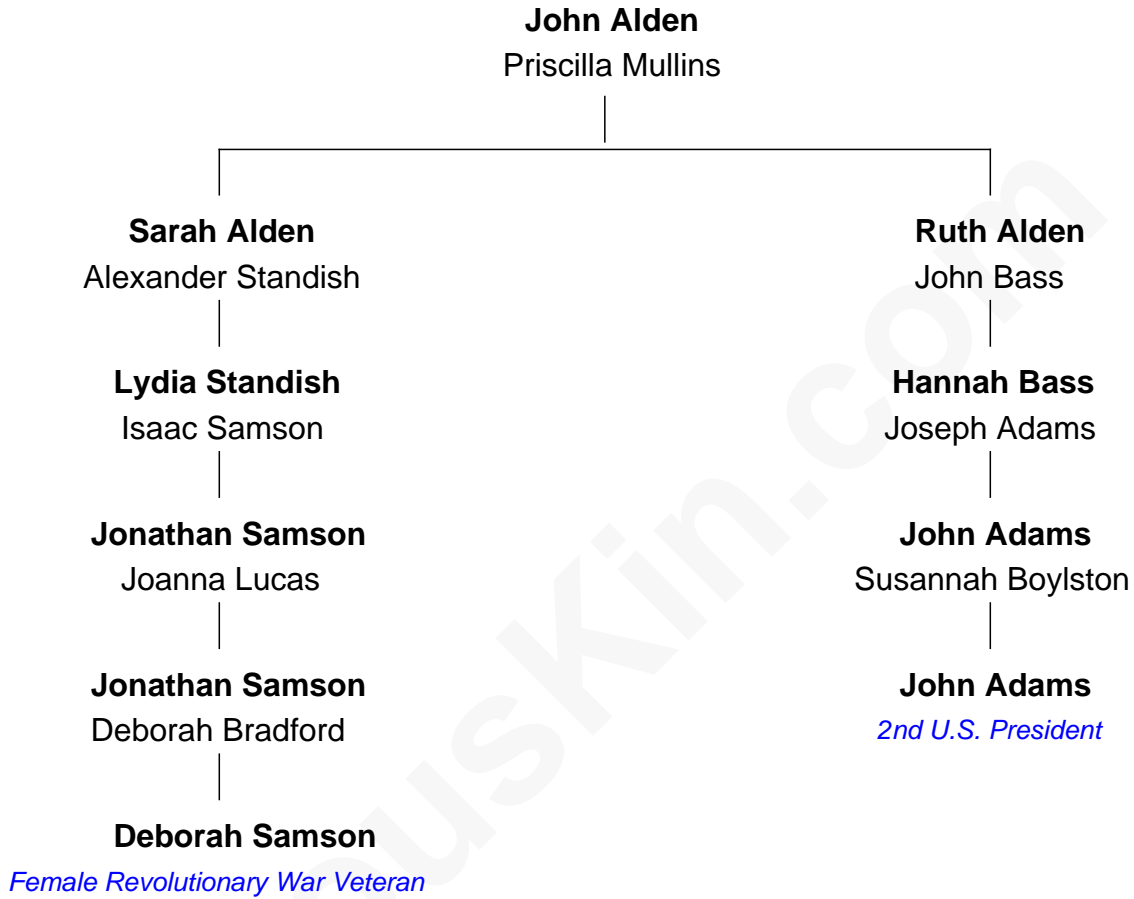 John Alden
Priscilla Mullins
Sarah Alden
Alexander Standish
Ruth Alden
John Bass
Lydia Standish
Isaac Samson
Hannah Bass
Joseph Adams
Jonathan Samson
Joanna Lucas
John Adams
Susannah Boylston
Jonathan Samson
Deborah Bradford
John Adams
2nd U.S. President
Deborah Samson
Female Revolutionary War Veteran
ousKin.com